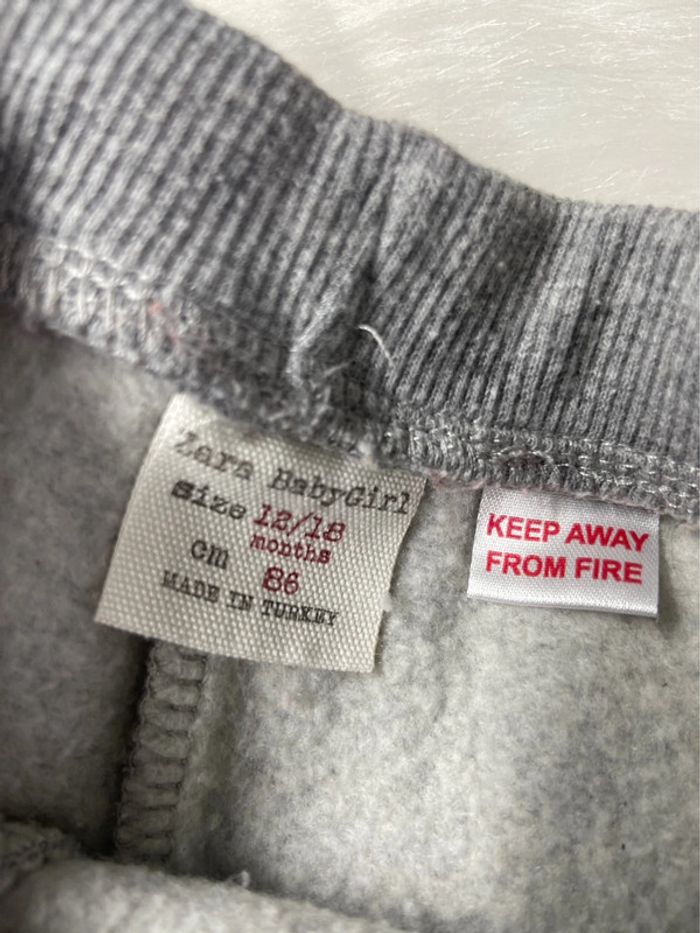 Zara BabyGirl
size 12/18
months
cm 86
MADE IN TURKEY
KEEP AWAY
FROM FIRE